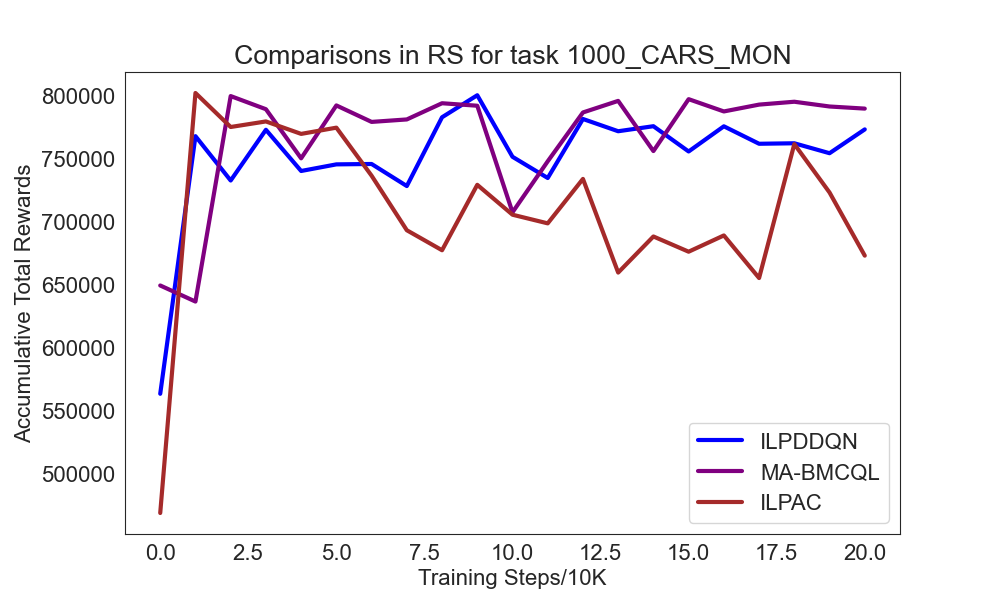 Comparisons in RS for task 1000_CARS_MON
Accumulative Total Rewards
800000
750000
700000
650000
600000
550000
500000
ILPDDQN
MA-BMCQL
ILPAC
0.0 2.5 5.0 7.5 10.0 12.5 15.0 17.5 20.0
Training Steps/10K